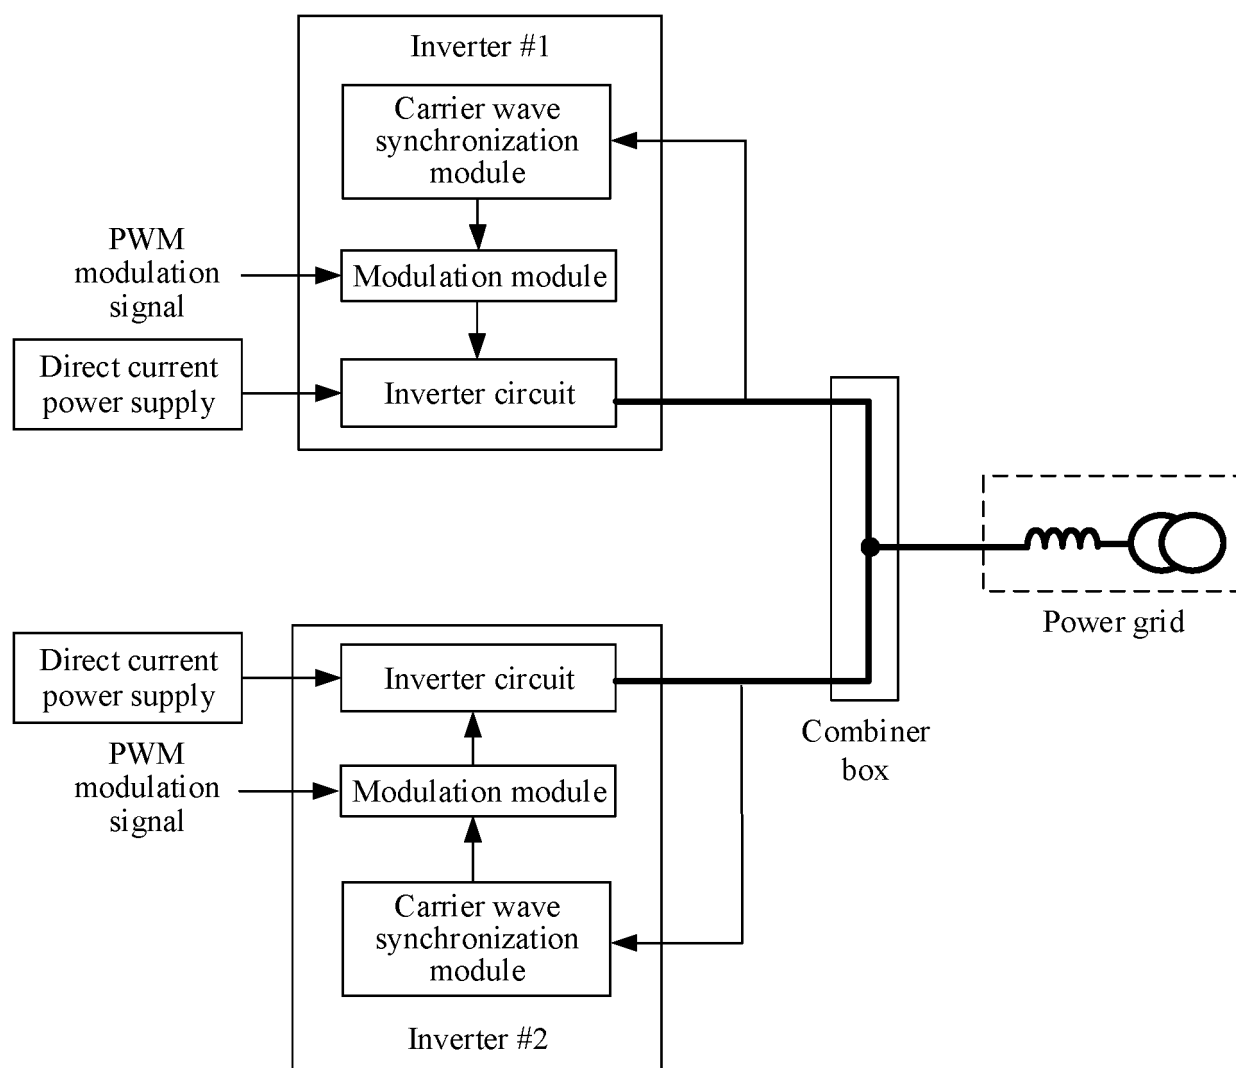 Inverter #1
Carrier wave
synchronization
module
PWM
modulation
signal
Modulation module
Direct current
power supply
Inverter circuit
Power grid
Direct current
power supply
Inverter circuit
Combiner
box
PWM
modulation
signal
Modulation module
Carrier wave
synchronization
module
Inverter #2